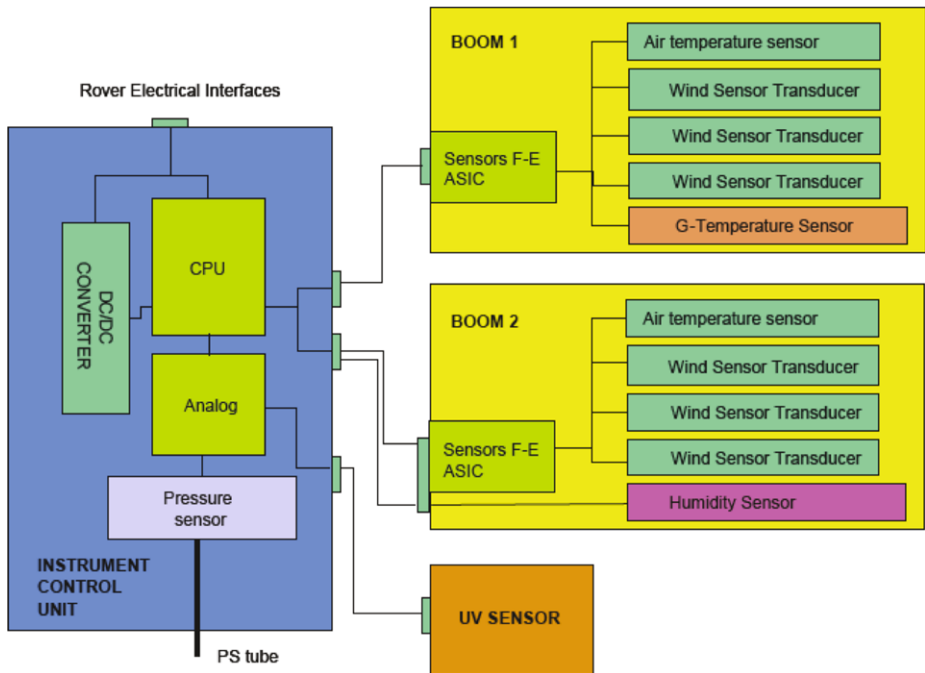 Rover Electrical Interfaces
DC/DC
CONVERTER
CPU
Analog
Pressure
sensor
INSTRUMENT
CONTROL
UNIT
PS tube
BOOM 1
Sensors F-E
ASIC
Air temperature sensor
Wind Sensor Transducer
Wind Sensor Transducer
Wind Sensor Transducer
G-Temperature Sensor
BOOM 2
Sensors F-E
ASIC
Air temperature sensor
Wind Sensor Transducer
Wind Sensor Transducer
Wind Sensor Transducer
Humidity Sensor
UV SENSOR